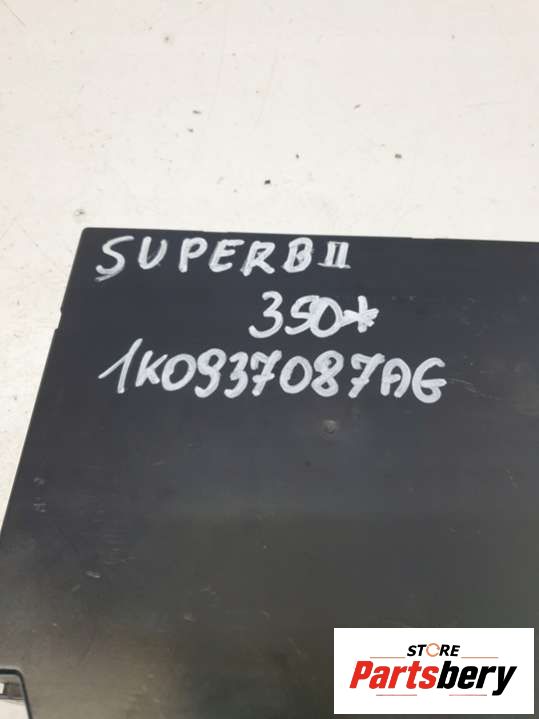 SUPERB II
350*
1K0937087AG
STORE
Partsbery